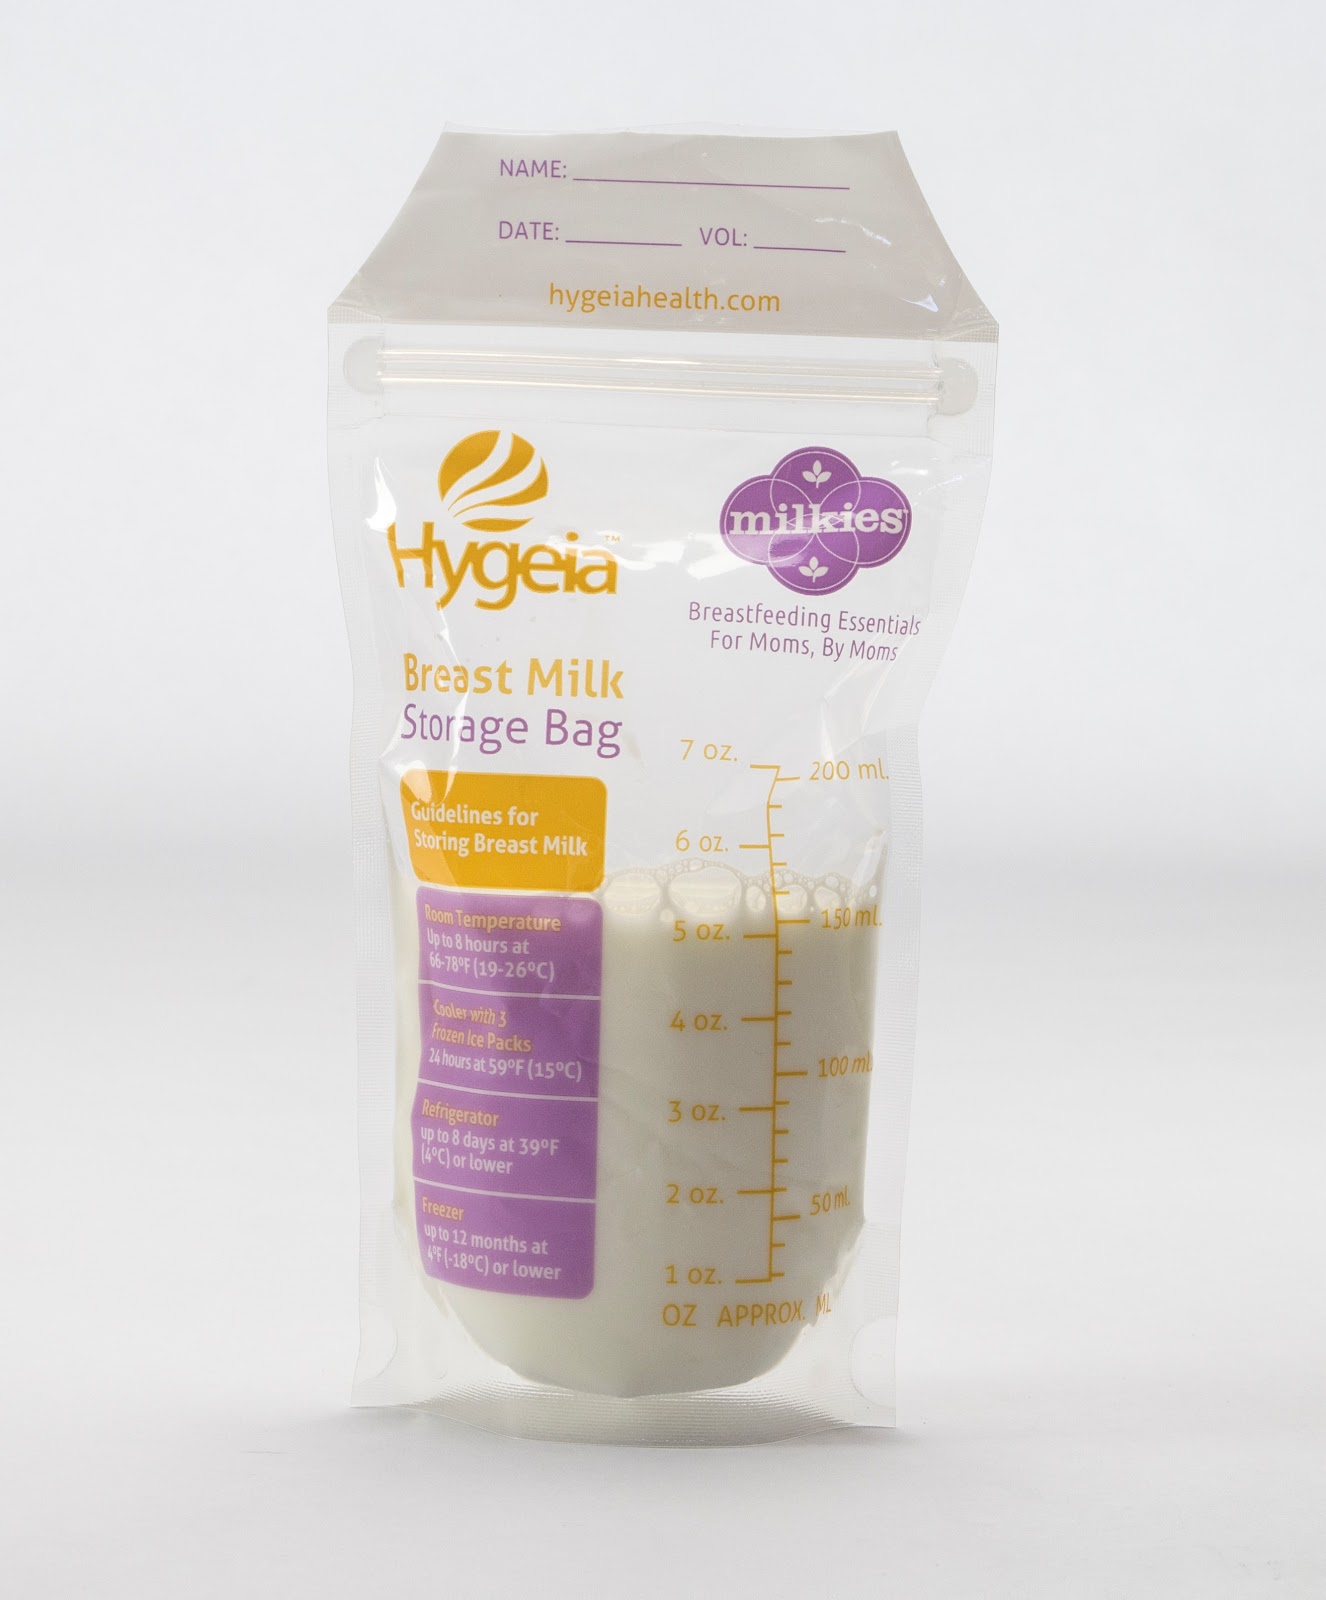 NAME:
DATE: VOL:
hygeiahealth.com
Hygeia™
milkies™
Breastfeeding Essentials
For Moms, By Moms
Breast Milk
Storage Bag
Guidelines for
Storing Breast Milk
Room Temperature
Up to 8 hours at
66-78ºF (19-26ºC)
Cooler with 3
Frozen Ice Packs
24 hours at 59ºF (15ºC)
Refrigerator
up to 8 days at 39ºF
(4ºC) or lower
Freezer
up to 12 months at
4ºF (-18ºC) or lower
7 oz.
200 ml.
6 oz.
150 ml.
5 oz.
4 oz.
100 ml.
3 oz.
2 oz.
50 ml.
1 oz.
OZ APPROX. ML